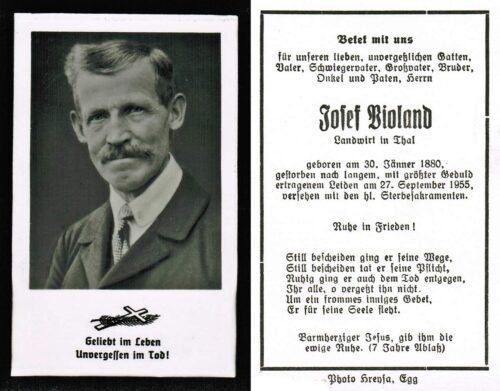 Geliebt im Leben
Unvergessen im Tod!
Betet mit uns
für unseren lieben, unvergeßlichen Gatten,
Vater, Schwiegervater, Großvater, Bruder,
Onkel und Paten, Herrn
Josef Violand
Landwirt in Thal
geboren am 30. Jänner 1880,
gestorben nach langem, mit größter Geduld
ertragenem Leiden am 27. September 1955,
versehen mit den hl. Sterbesakramenten.
Ruhe in Frieden!
Still bescheiden ging er seine Wege,
Still bescheiden tat er seine Pflicht,
Ruhig ging er auch dem Tod entgegen,
Ihr alle, o vergeßt ihn nicht.
Um ein frommes inniges Gebet,
Er für seine Seele fleht.
Barmherziger Jesus, gib ihm die
ewige Ruhe. (7 Jahre Ablaß)
Photo Hreysa, Egg